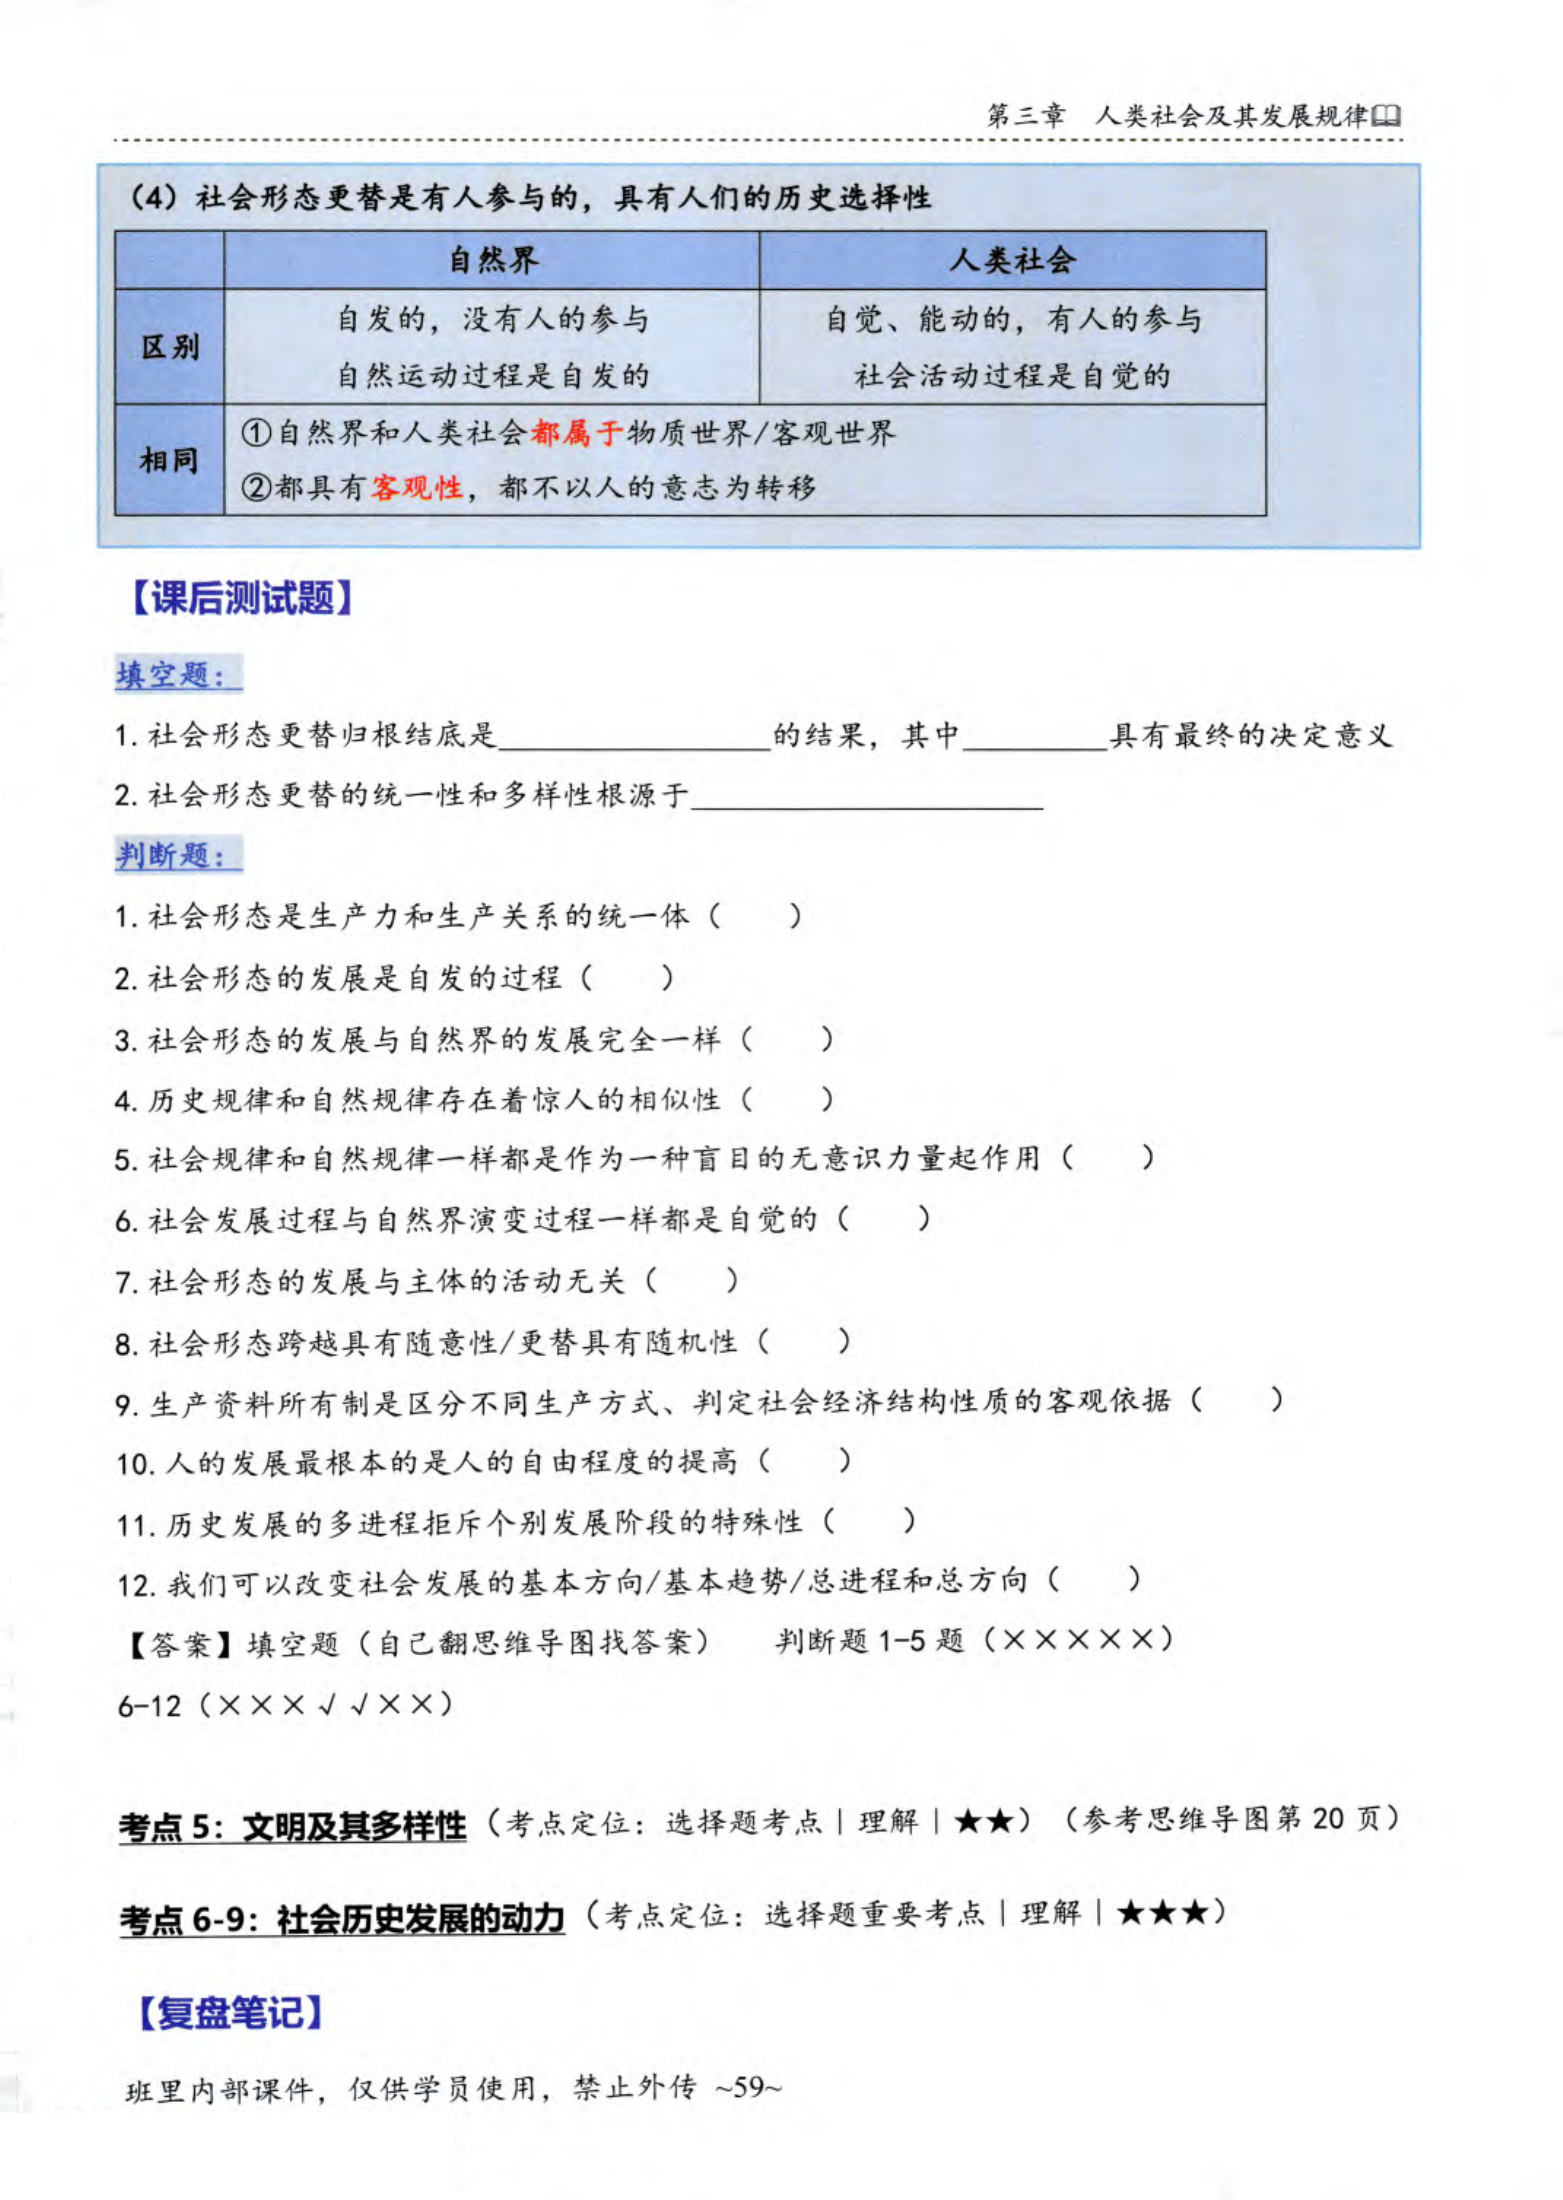 第三章 人类社会及其发展规律
（4）社会形态更替是有人参与的，具有人们的历史选择性
自然界 人类社会
区别
自发的，没有人的参与 自觉、能动的，有人的参与
自然运动过程是自发的 社会活动过程是自觉的
相同
①自然界和人类社会都属于物质世界/客观世界
②都具有客观性，都不以人的意志为转移
【课后测试题】
填空题：
1.社会形态更替归根结底是________________的结果，其中________具有最终的决定意义
2.社会形态更替的统一性和多样性根源于____________________
判断题：
1.社会形态是生产力和生产关系的统一体（ ）
2.社会形态的发展是自发的过程（ ）
3.社会形态的发展与自然界的发展完全一样（ ）
4.历史规律和自然规律存在着惊人的相似性（ ）
5.社会规律和自然规律一样都是作为一种盲目的无意识力量起作用（ ）
6.社会发展过程与自然界演变过程一样都是自觉的（ ）
7.社会形态的发展与主体的活动无关（ ）
8.社会形态跨越具有随意性/更替具有随机性（ ）
9.生产资料所有制是区分不同生产方式、判定社会经济结构性质的客观依据（ ）
10.人的发展最根本的是人的自由程度的提高（ ）
11.历史发展的多进程拒斥个别发展阶段的特殊性（ ）
12.我们可以改变社会发展的基本方向/基本趋势/总进程和总方向（ ）
【答案】填空题（自己翻思维导图找答案） 判断题 1-5 题（×××××）
6-12（×××√√××）
考点 5：文明及其多样性（考点定位：选择题考点|理解|★★）（参考思维导图第 20 页）
考点 6-9：社会历史发展的动力（考点定位：选择题重要考点|理解|★★★）
【复盘笔记】
班里内部课件，仅供学员使用，禁止外传 ~59~